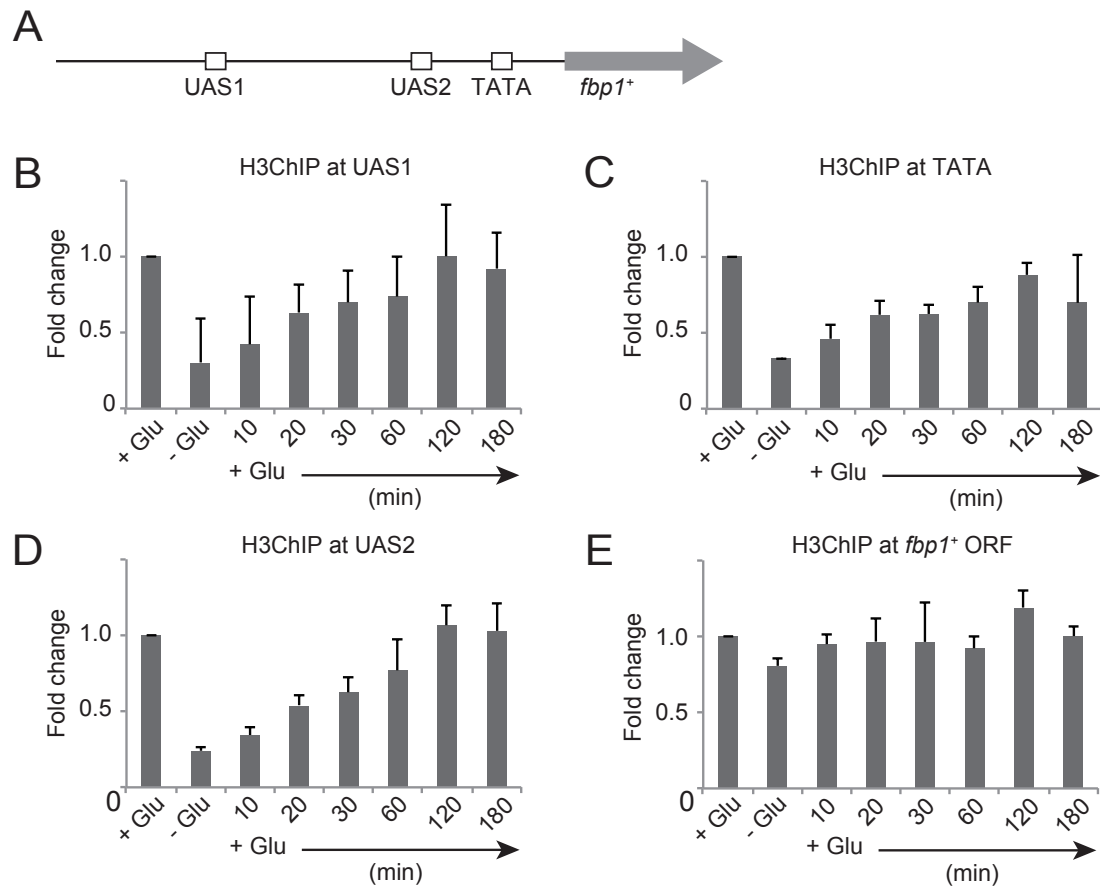 A
UAS1 UAS2 TATA fbp1⁺
B
H3ChIP at UAS1
Fold change
1.0
0.5
0
+ Glu - Glu 10 20 30 60 120 180
+ Glu
(min)
C
H3ChIP at TATA
Fold change
1.0
0.5
0
+ Glu - Glu 10 20 30 60 120 180
+ Glu
(min)
D
H3ChIP at UAS2
Fold change
1.0
0.5
0
+ Glu - Glu 10 20 30 60 120 180
+ Glu
(min)
E
H3ChIP at fbp1⁺ ORF
Fold change
1.0
0.5
0
+ Glu - Glu 10 20 30 60 120 180
+ Glu
(min)